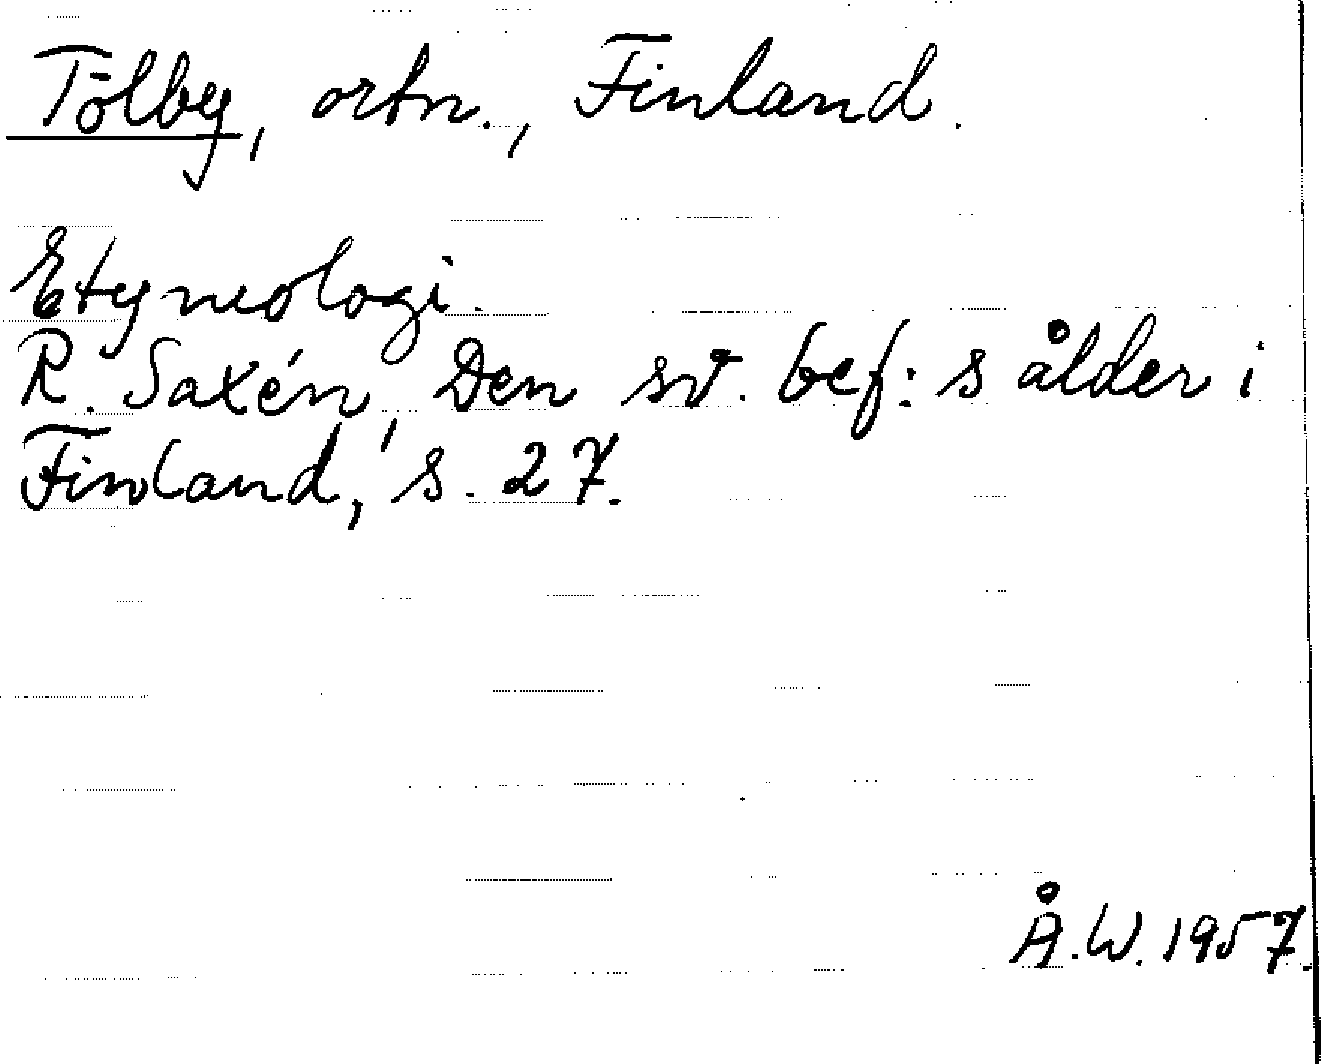 Tölby, ortn., Finland.
Etymologi.
R. Saxén, Den sv. bef:s ålder i
Finland, s. 27.
Å.W. 1957.